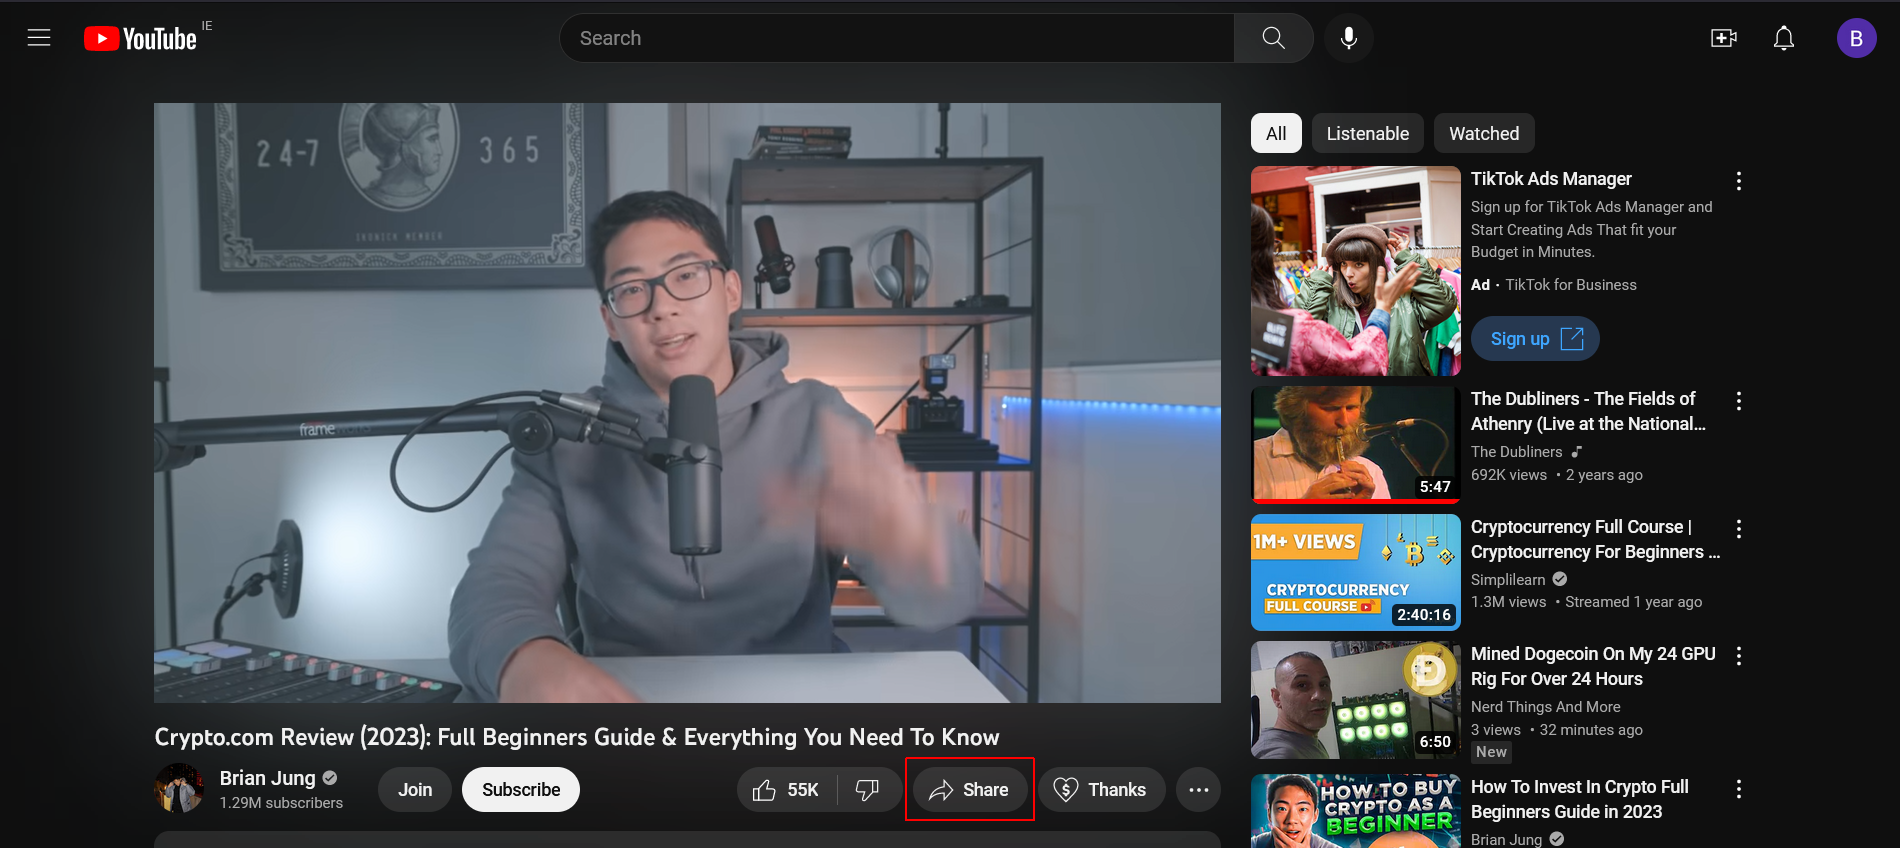 YouTube IE
Search
B
24-7
365
frameworks
All
Listenable
Watched
TikTok Ads Manager
Sign up for TikTok Ads Manager and
Start Creating Ads That fit your
Budget in Minutes.
Ad • TikTok for Business
Sign up
The Dubliners - The Fields of
Athenry (Live at the National...
The Dubliners
692K views • 2 years ago
5:47
1M+ VIEWS
CRYPTOCURRENCY
FULL COURSE
2:40:16
Cryptocurrency Full Course |
Cryptocurrency For Beginners ...
Simplilearn
1.3M views • Streamed 1 year ago
6:50
Mined Dogecoin On My 24 GPU
Rig For Over 24 Hours
Nerd Things And More
3 views • 32 minutes ago
New
HOW TO BUY
CRYPTO AS A
BEGINNER
How To Invest In Crypto Full
Beginners Guide in 2023
Brian Jung
Crypto.com Review (2023): Full Beginners Guide & Everything You Need To Know
Brian Jung
1.29M subscribers
Join
Subscribe
55K
Share
Thanks